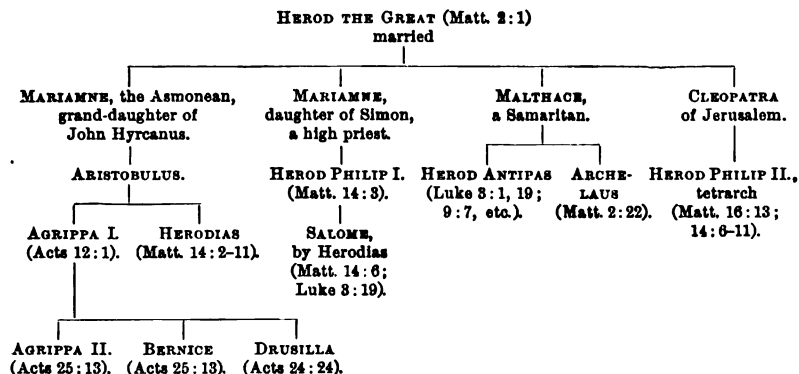 HEROD THE GREAT (Matt. 2:1)
married
MARIAMNE, the Asmonean,
grand-daughter of
John Hyrcanus.
MARIAMNE,
daughter of Simon,
a high priest.
MALTHACE,
a Samaritan.
CLEOPATRA
of Jerusalem.
ARISTOBULUS.
HEROD PHILIP I.
(Matt. 14:3).
HEROD ANTIPAS
(Luke 3:1, 19;
9:7, etc.).
ARCHE-
LAUS
(Matt. 2:22).
HEROD PHILIP II.,
tetrarch
(Matt. 16:13;
14:6-11).
AGRIPPA I.
(Acts 12:1).
HERODIAS
(Matt. 14:2-11).
SALOME,
by Herodias
(Matt. 14:6;
Luke 3:19).
AGRIPPA II.
(Acts 25:13).
BERNICE
(Acts 25:13).
DRUSILLA
(Acts 24:24).